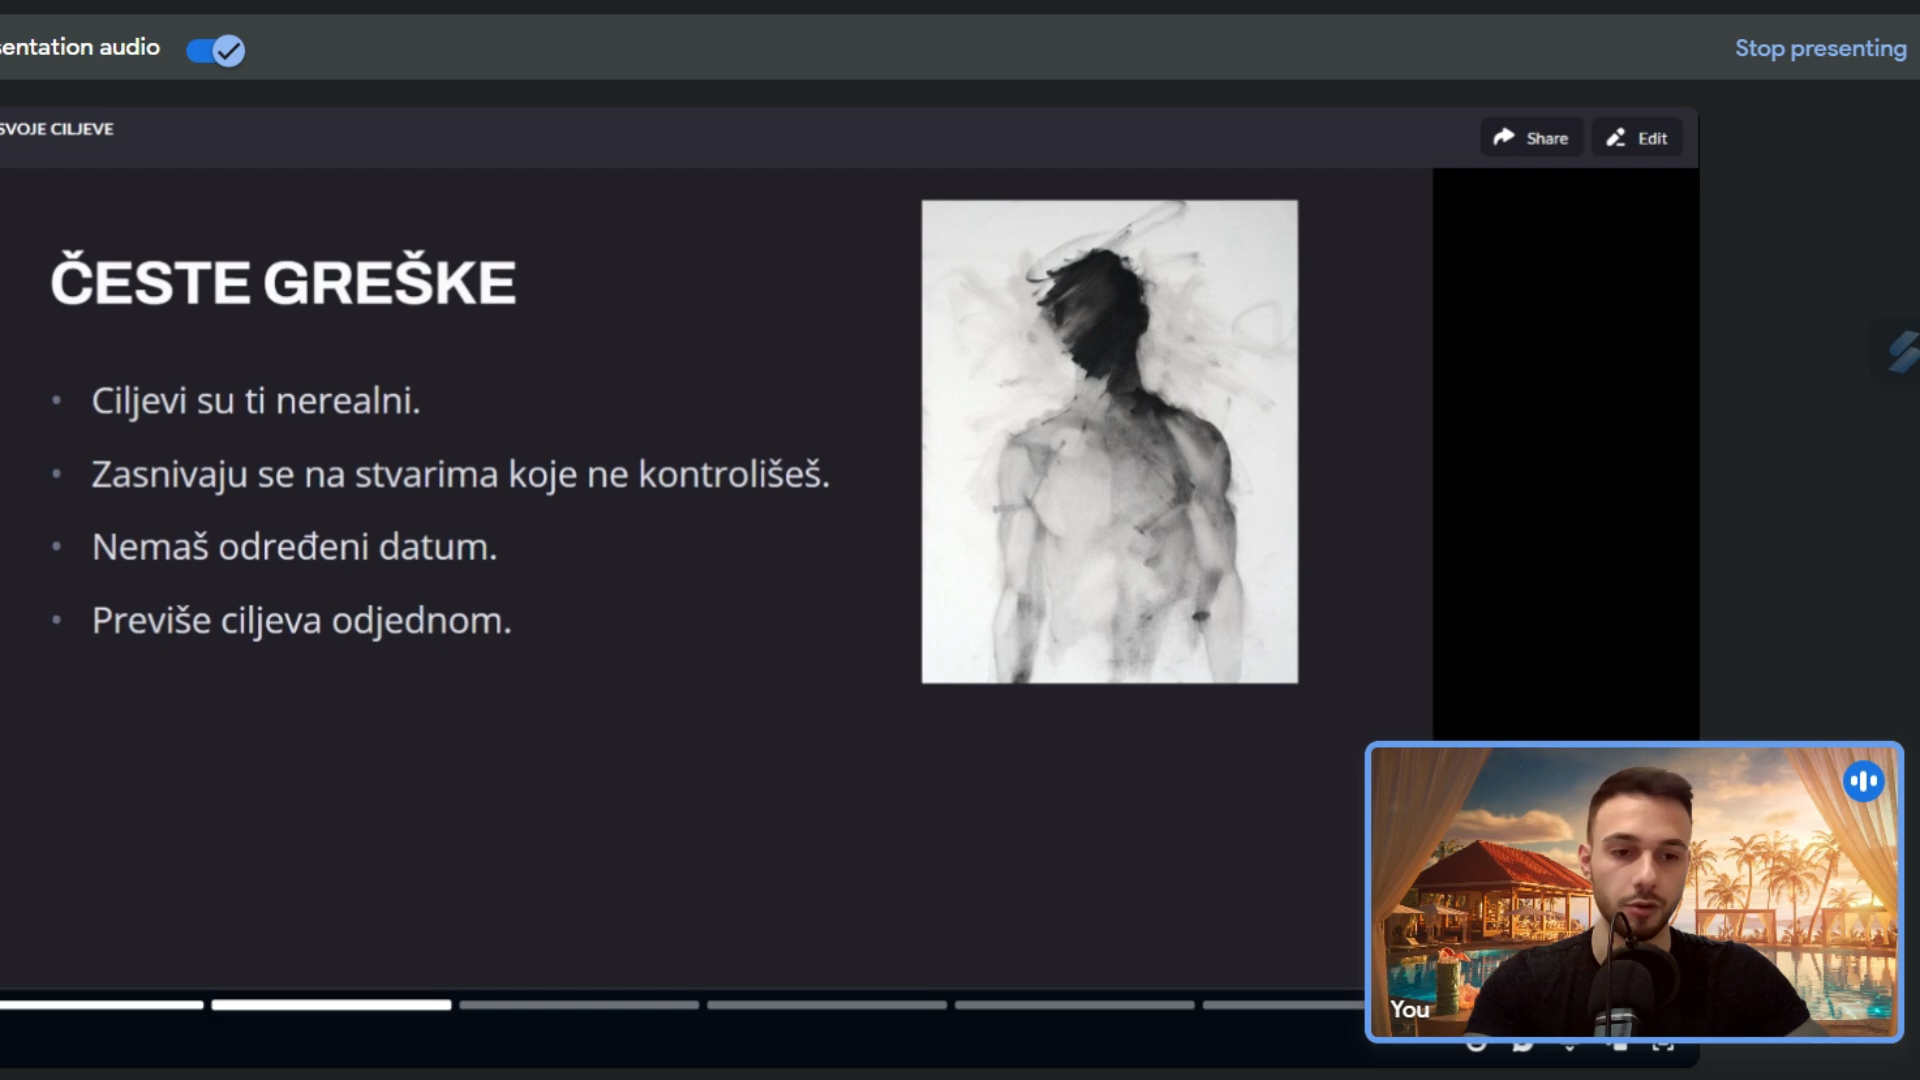 sentation audio
Stop presenting
SVOJE CILJEVE
Share
Edit
ČESTE GREŠKE
• Ciljevi su ti nerealni.
• Zasnivaju se na stvarima koje ne kontrolišeš.
• Nemaš određeni datum.
• Previše ciljeva odjednom.
You